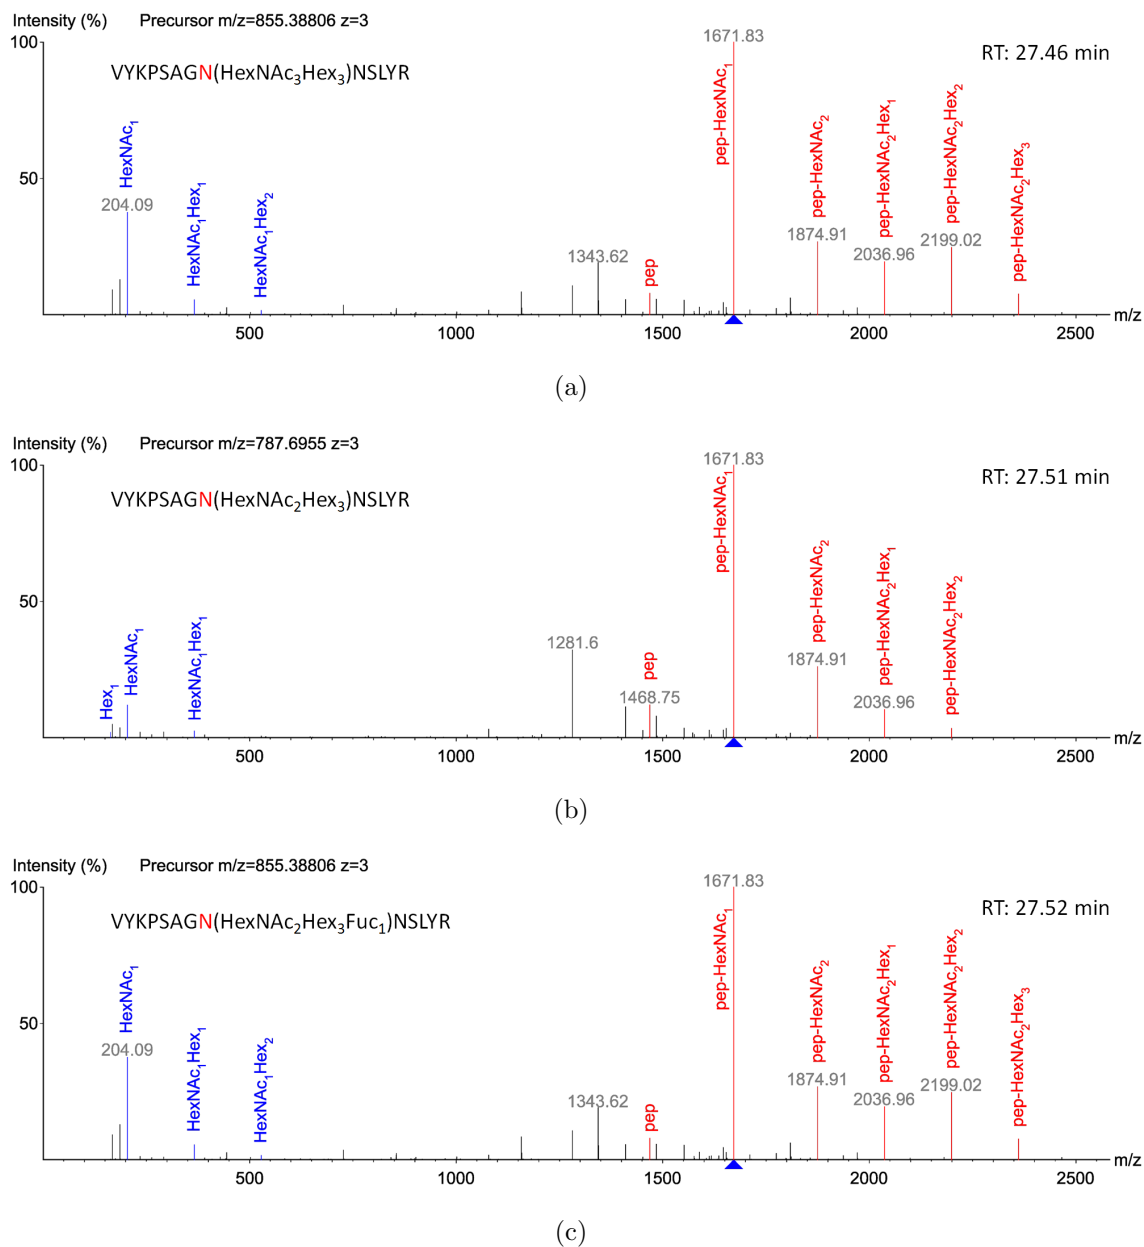 Intensity (%) Precursor m/z=855.38806 z=3
RT: 27.46 min
VYKPSAGN(HexNAc₃Hex₃)NSLYR
100
50
HexNAc₁
204.09
HexNAc₁Hex₁
HexNAc₁Hex₂
1343.62
pep
1671.83
pep-HexNAc₁
pep-HexNAc₂
1874.91
pep-HexNAc₂Hex₁
2036.96
pep-HexNAc₂Hex₂
2199.02
pep-HexNAc₂Hex₃
500 1000 1500 2000 2500 m/z
(a)
Intensity (%) Precursor m/z=787.6955 z=3
RT: 27.51 min
VYKPSAGN(HexNAc₂Hex₃)NSLYR
100
50
Hex₁
HexNAc₁
HexNAc₁Hex₁
1281.6
pep
1468.75
1671.83
pep-HexNAc₁
pep-HexNAc₂
1874.91
pep-HexNAc₂Hex₁
2036.96
pep-HexNAc₂Hex₂
500 1000 1500 2000 2500 m/z
(b)
Intensity (%) Precursor m/z=855.38806 z=3
RT: 27.52 min
VYKPSAGN(HexNAc₂Hex₃Fuc₁)NSLYR
100
50
HexNAc₁
204.09
HexNAc₁Hex₁
HexNAc₁Hex₂
1343.62
pep
1671.83
pep-HexNAc₁
pep-HexNAc₂
1874.91
pep-HexNAc₂Hex₁
2036.96
pep-HexNAc₂Hex₂
2199.02
pep-HexNAc₂Hex₃
500 1000 1500 2000 2500 m/z
(c)